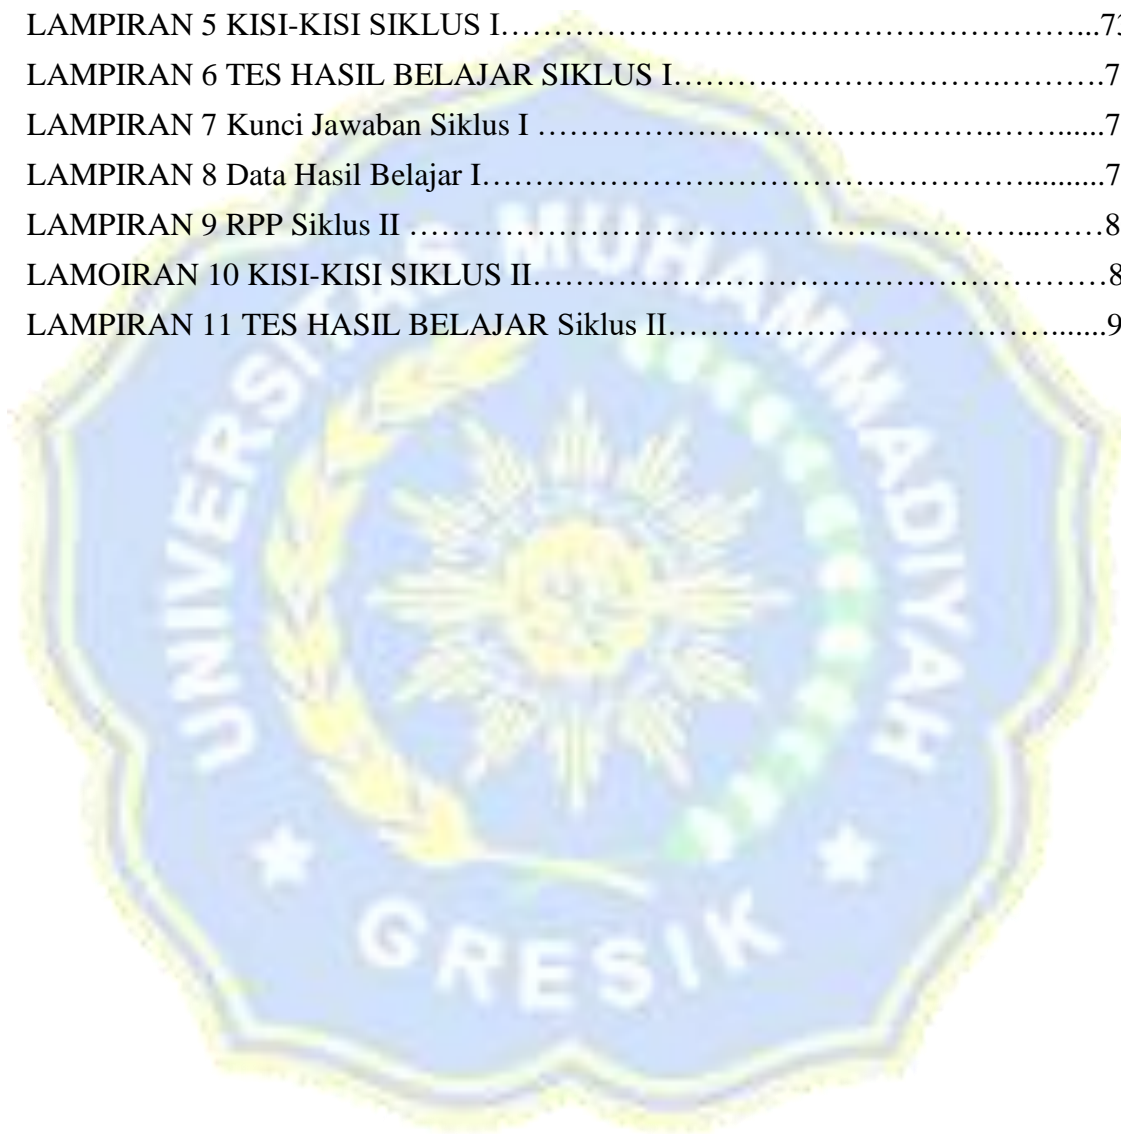 LAMPIRAN 5 KISI-KISI SIKLUS I…………………………………………………………..73
LAMPIRAN 6 TES HASIL BELAJAR SIKLUS I……………………………….……….7
LAMPIRAN 7 Kunci Jawaban Siklus I …………………………………….……......7
LAMPIRAN 8 Data Hasil Belajar I……………………………………………………..........7
LAMPIRAN 9 RPP Siklus II ……………………………………….………………...……8
LAMOIRAN 10 KISI-KISI SIKLUS II………………………………………………………8
LAMPIRAN 11 TES HASIL BELAJAR Siklus II…………………………………….......9
UNIVERSITAS MUHAMMADIYAH
GRESIK